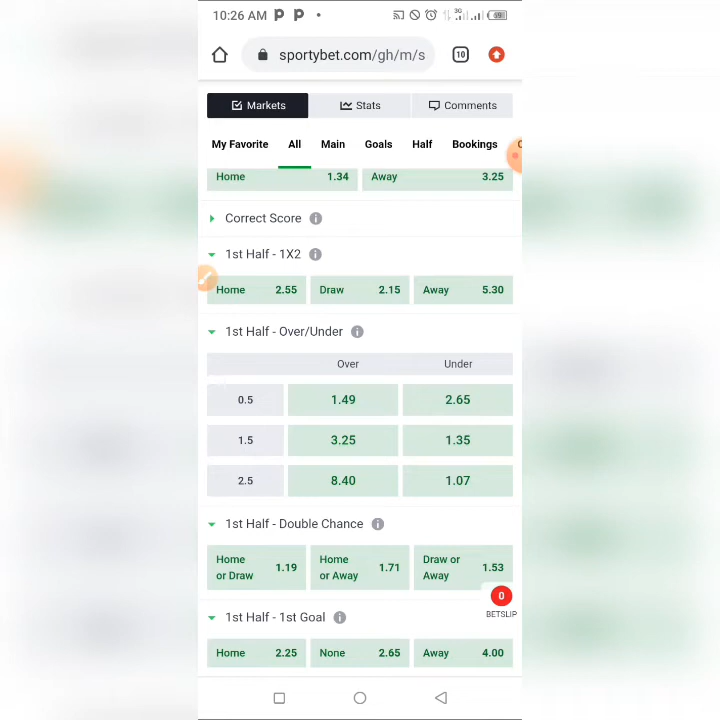 10:26 AM P P • 3G 69
sportybet.com/gh/m/s 10
Markets Stats Comments
My Favorite All Main Goals Half Bookings
Home 1.34 Away 3.25
Correct Score
1st Half - 1X2
Home 2.55 Draw 2.15 Away 5.30
1st Half - Over/Under
Over Under
0.5 1.49 2.65
1.5 3.25 1.35
2.5 8.40 1.07
1st Half - Double Chance
Home or Draw 1.19 Home or Away 1.71 Draw or Away 1.53
0
BETSLIP
1st Half - 1st Goal
Home 2.25 None 2.65 Away 4.00